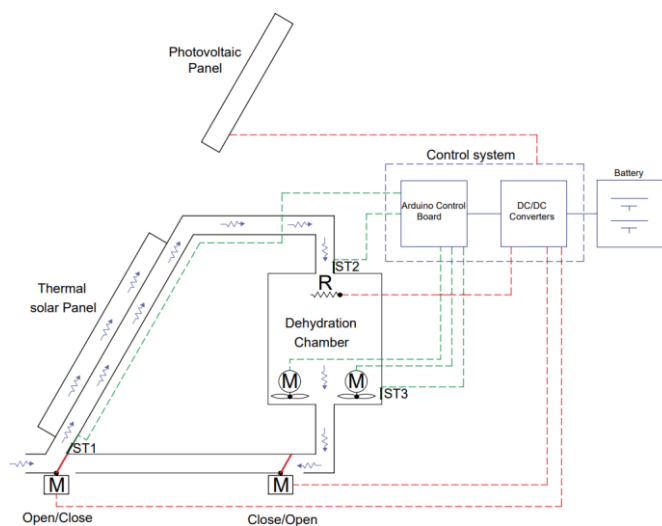 Photovoltaic
Panel
Control system
Battery
Arduino Control
Board
DC/DC
Converters
ST2
R
Thermal
solar Panel
Dehydration
Chamber
M
M
ST3
ST1
M
M
Open/Close
Close/Open